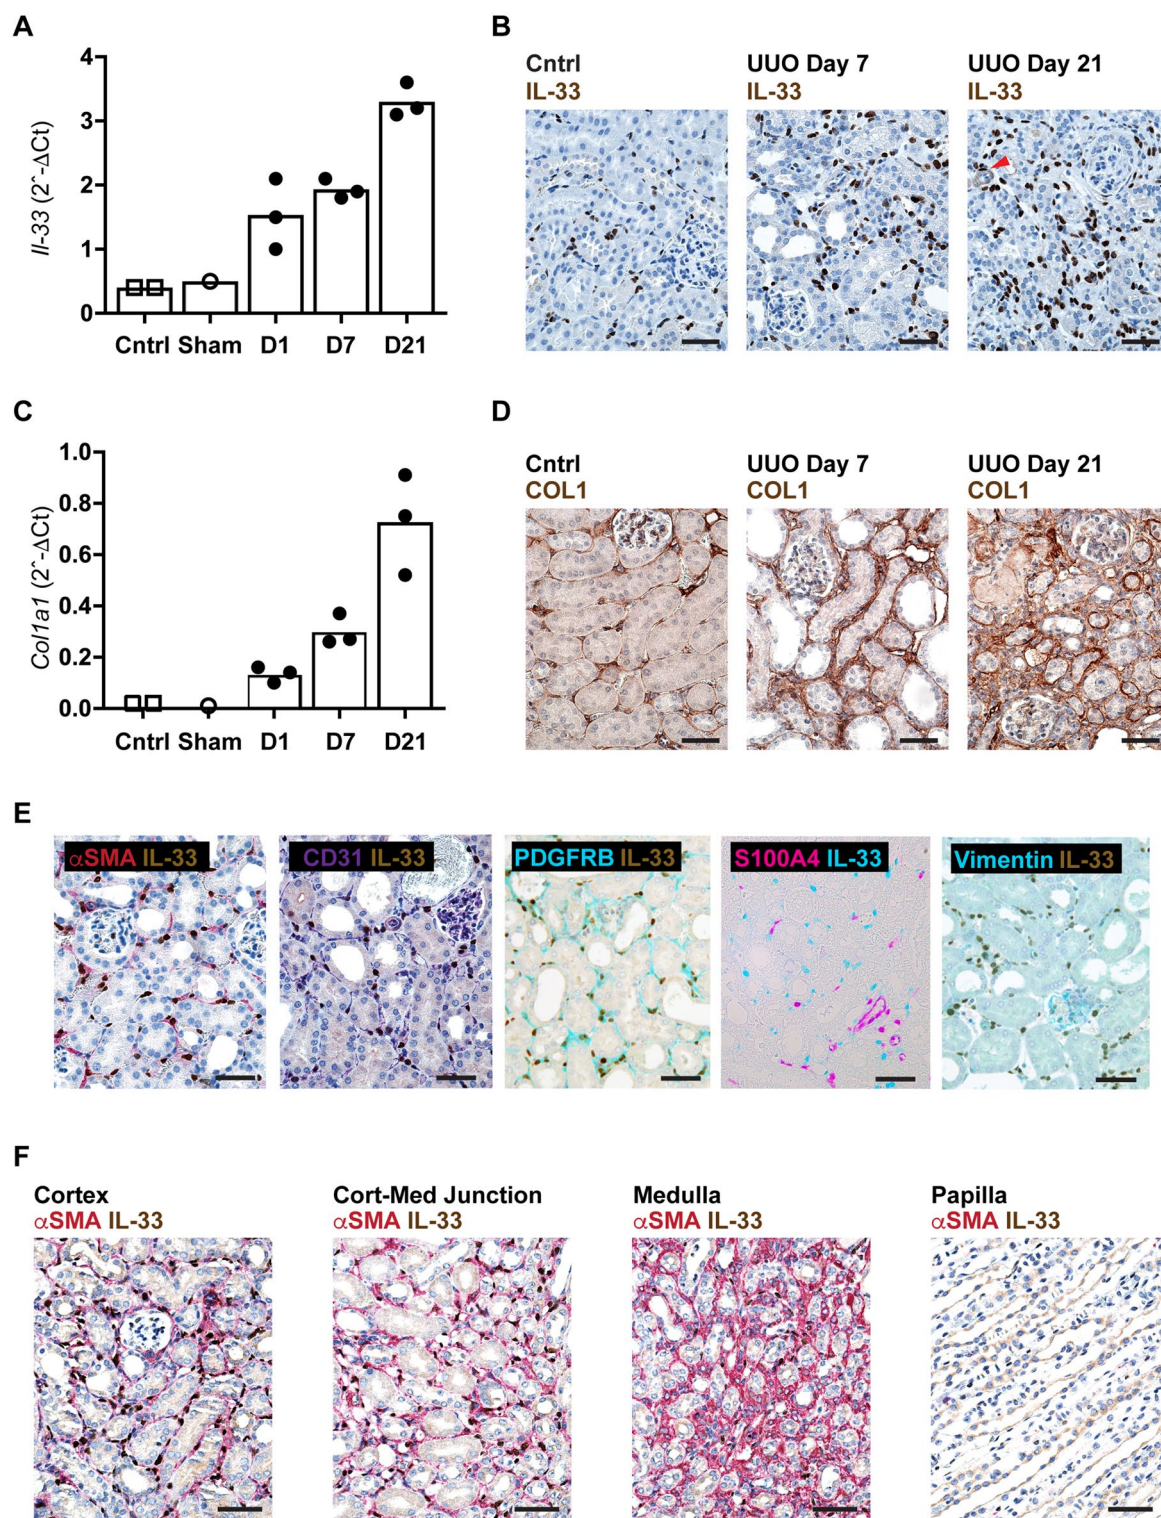 A
Il-33 (2^-ΔCt)
4
3
2
1
0
Cntrl Sham D1 D7 D21
B
Cntrl
IL-33
UUO Day 7
IL-33
UUO Day 21
IL-33
C
Col1a1 (2^-ΔCt)
1.0
0.8
0.6
0.4
0.2
0.0
Cntrl Sham D1 D7 D21
D
Cntrl
COL1
UUO Day 7
COL1
UUO Day 21
COL1
E
αSMA IL-33
CD31 IL-33
PDGFRB IL-33
S100A4 IL-33
Vimentin IL-33
F
Cortex
αSMA IL-33
Cort-Med Junction
αSMA IL-33
Medulla
αSMA IL-33
Papilla
αSMA IL-33